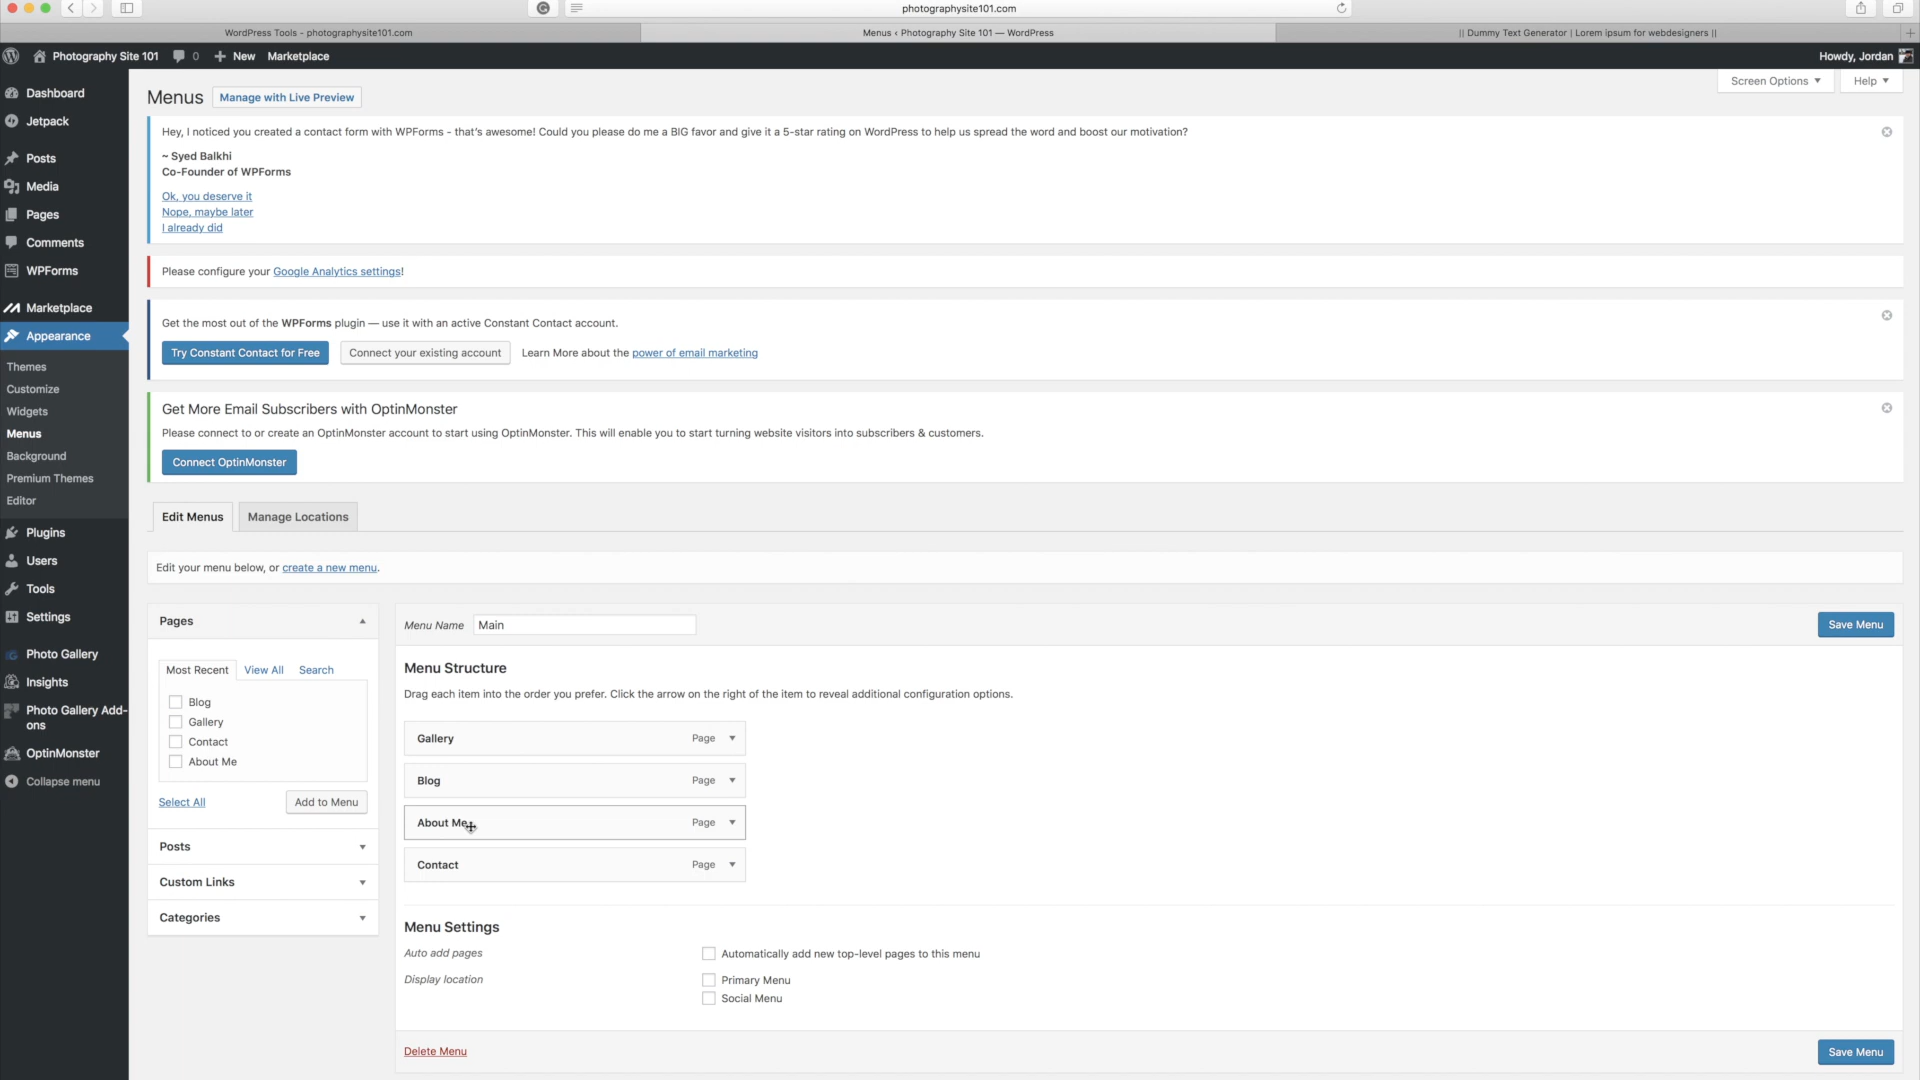 photographysite101.com
WordPress Tools - photographysite101.com
Menus ‹ Photography Site 101 — WordPress
|| Dummy Text Generator | Lorem ipsum for webdesigners ||
Photography Site 101
0
New
Marketplace
Howdy, Jordan
Dashboard
Jetpack
Posts
Media
Pages
Comments
WPForms
Marketplace
Appearance
Themes
Customize
Widgets
Menus
Background
Premium Themes
Editor
Plugins
Users
Tools
Settings
Photo Gallery
Insights
Photo Gallery Add-
ons
OptinMonster
Collapse menu
Screen Options
Help
Menus
Manage with Live Preview
Hey, I noticed you created a contact form with WPForms - that's awesome! Could you please do me a BIG favor and give it a 5-star rating on WordPress to help us spread the word and boost our motivation?
~ Syed Balkhi
Co-Founder of WPForms
Ok, you deserve it
Nope, maybe later
I already did
Please configure your Google Analytics settings!
Get the most out of the WPForms plugin — use it with an active Constant Contact account.
Try Constant Contact for Free
Connect your existing account
Learn More about the power of email marketing
Get More Email Subscribers with OptinMonster
Please connect to or create an OptinMonster account to start using OptinMonster. This will enable you to start turning website visitors into subscribers & customers.
Connect OptinMonster
Edit Menus
Manage Locations
Edit your menu below, or create a new menu.
Pages
Most Recent
View All
Search
Blog
Gallery
Contact
About Me
Select All
Add to Menu
Posts
Custom Links
Categories
Menu Name
Main
Save Menu
Menu Structure
Drag each item into the order you prefer. Click the arrow on the right of the item to reveal additional configuration options.
Gallery
Page
Blog
Page
About Me
Page
Contact
Page
Menu Settings
Auto add pages
Automatically add new top-level pages to this menu
Display location
Primary Menu
Social Menu
Delete Menu
Save Menu